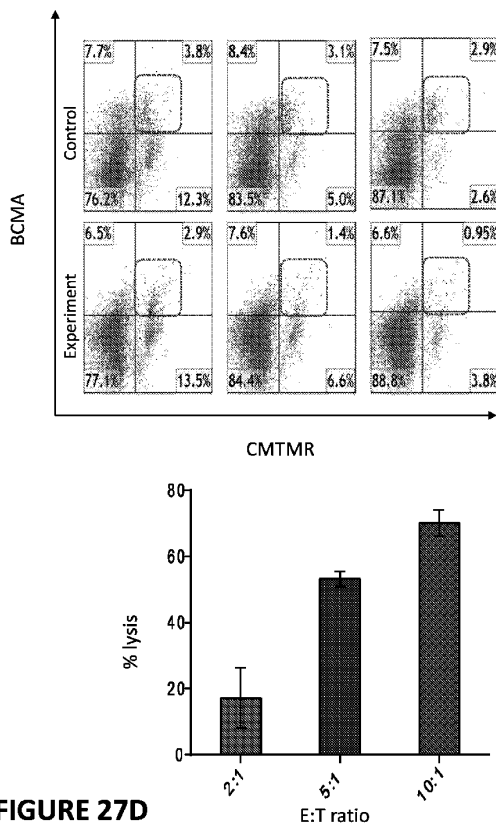 7.7% 3.8% 8.4% 3.1% 7.5% 2.9%
Control
76.2% 12.3% 83.5% 5.0% 87.1% 2.6%
BCMA
6.5% 2.9% 7.6% 1.4% 6.6% 0.95%
Experiment
77.1% 13.5% 84.4% 6.6% 88.8% 3.8%
CMTMR
80
60
40
20
0
% lysis
2:1 5:1 10:1
E:T ratio
FIGURE 27D